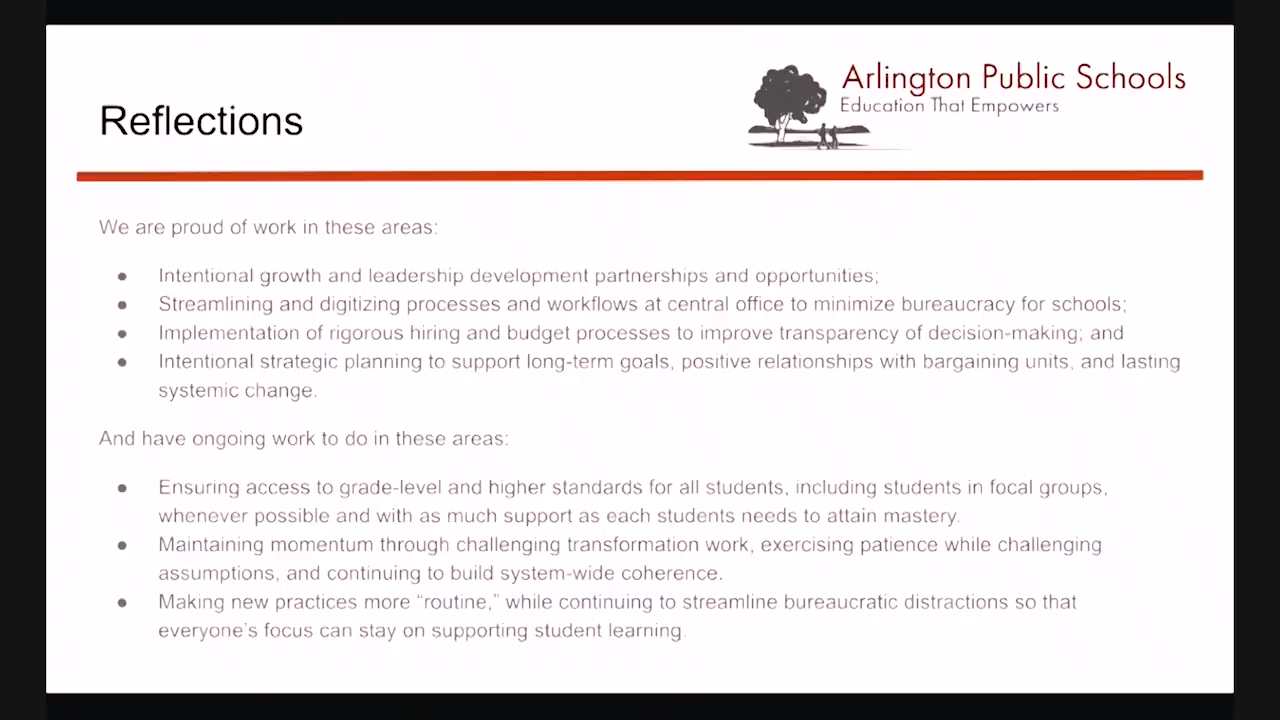 Arlington Public Schools
Education That Empowers
Reflections
We are proud of work in these areas:
● Intentional growth and leadership development partnerships and opportunities;
● Streamlining and digitizing processes and workflows at central office to minimize bureaucracy for schools;
● Implementation of rigorous hiring and budget processes to improve transparency of decision-making; and
● Intentional strategic planning to support long-term goals, positive relationships with bargaining units, and lasting
systemic change.
And have ongoing work to do in these areas:
● Ensuring access to grade-level and higher standards for all students, including students in focal groups,
whenever possible and with as much support as each students needs to attain mastery.
● Maintaining momentum through challenging transformation work, exercising patience while challenging
assumptions, and continuing to build system-wide coherence.
● Making new practices more “routine,” while continuing to streamline bureaucratic distractions so that
everyone’s focus can stay on supporting student learning.